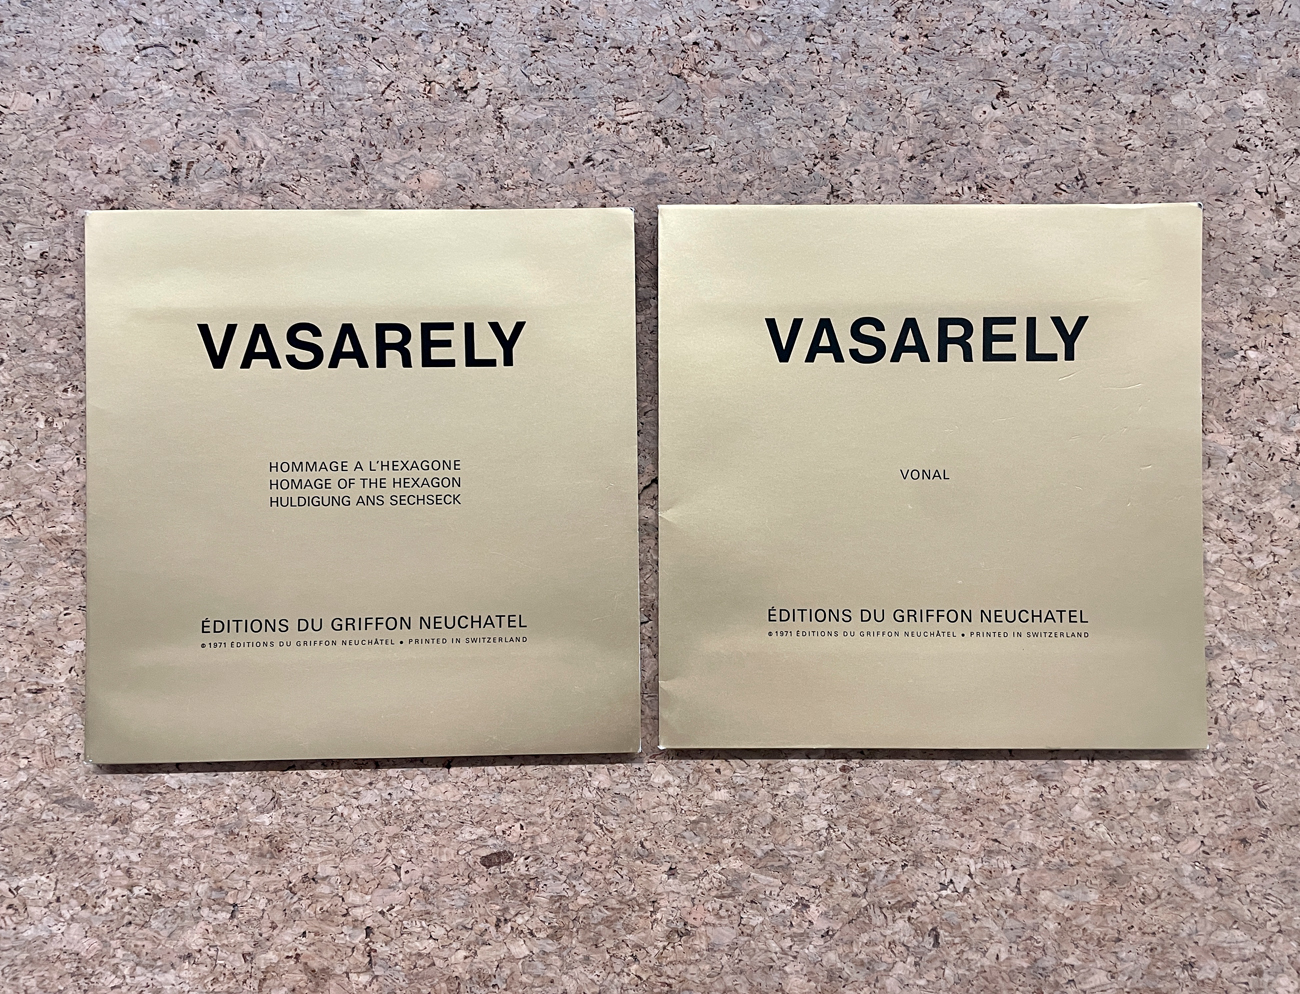 VASARELY
HOMMAGE A L'HEXAGONE
HOMAGE OF THE HEXAGON
HULDIGUNG ANS SECHSECK
ÉDITIONS DU GRIFFON NEUCHATEL
© 1971 ÉDITIONS DU GRIFFON NEUCHÂTEL ● PRINTED IN SWITZERLAND
VASARELY
VONAL
ÉDITIONS DU GRIFFON NEUCHATEL
© 1971 ÉDITIONS DU GRIFFON NEUCHÂTEL ● PRINTED IN SWITZERLAND